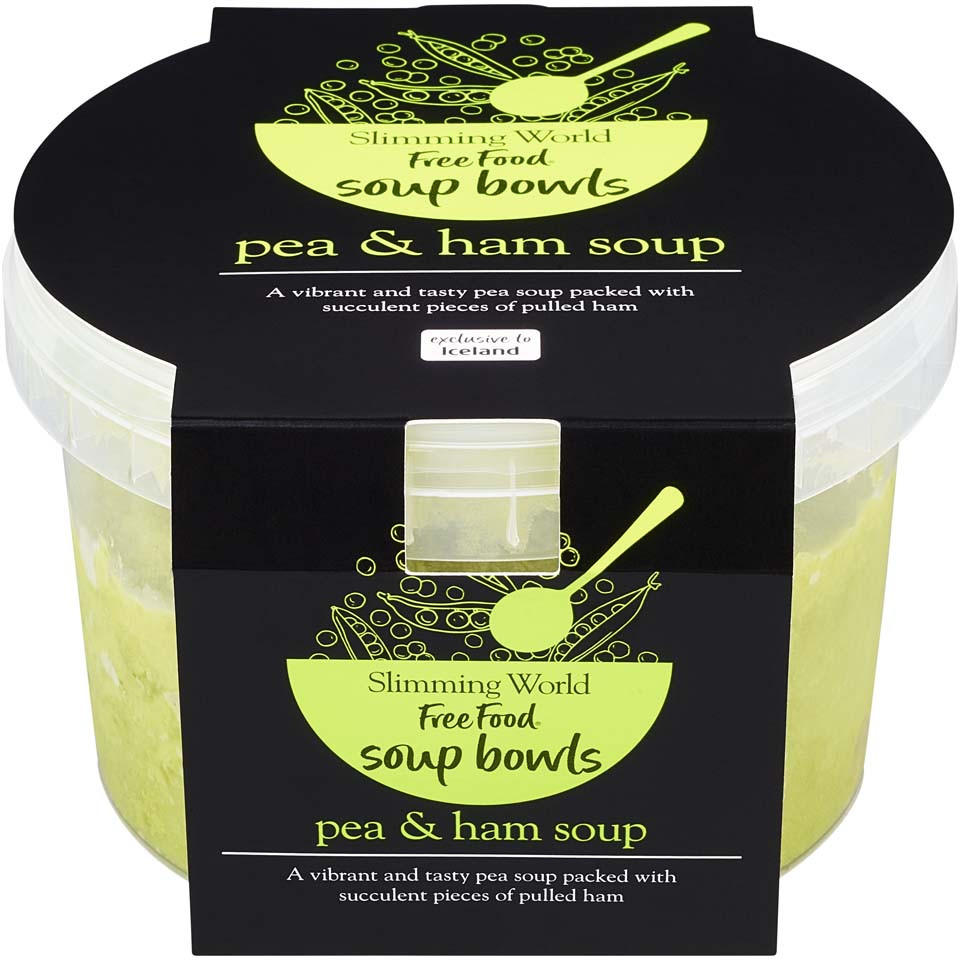 Slimming World
Free Food®
soup bowls
pea & ham soup
A vibrant and tasty pea soup packed with
succulent pieces of pulled ham
exclusive to
Iceland
Slimming World
Free Food®
soup bowls
pea & ham soup
A vibrant and tasty pea soup packed with
succulent pieces of pulled ham